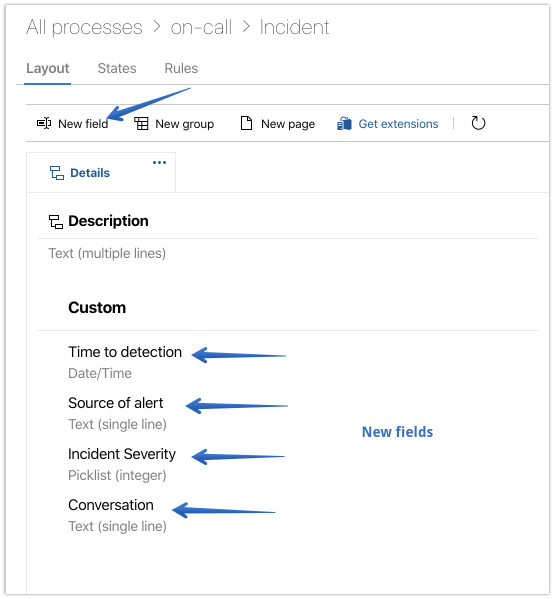 All processes > on-call > Incident
Layout States Rules
New field New group New page Get extensions
Details ...
Description
Text (multiple lines)
Custom
Time to detection
Date/Time
Source of alert
Text (single line)
New fields
Incident Severity
Picklist (integer)
Conversation
Text (single line)